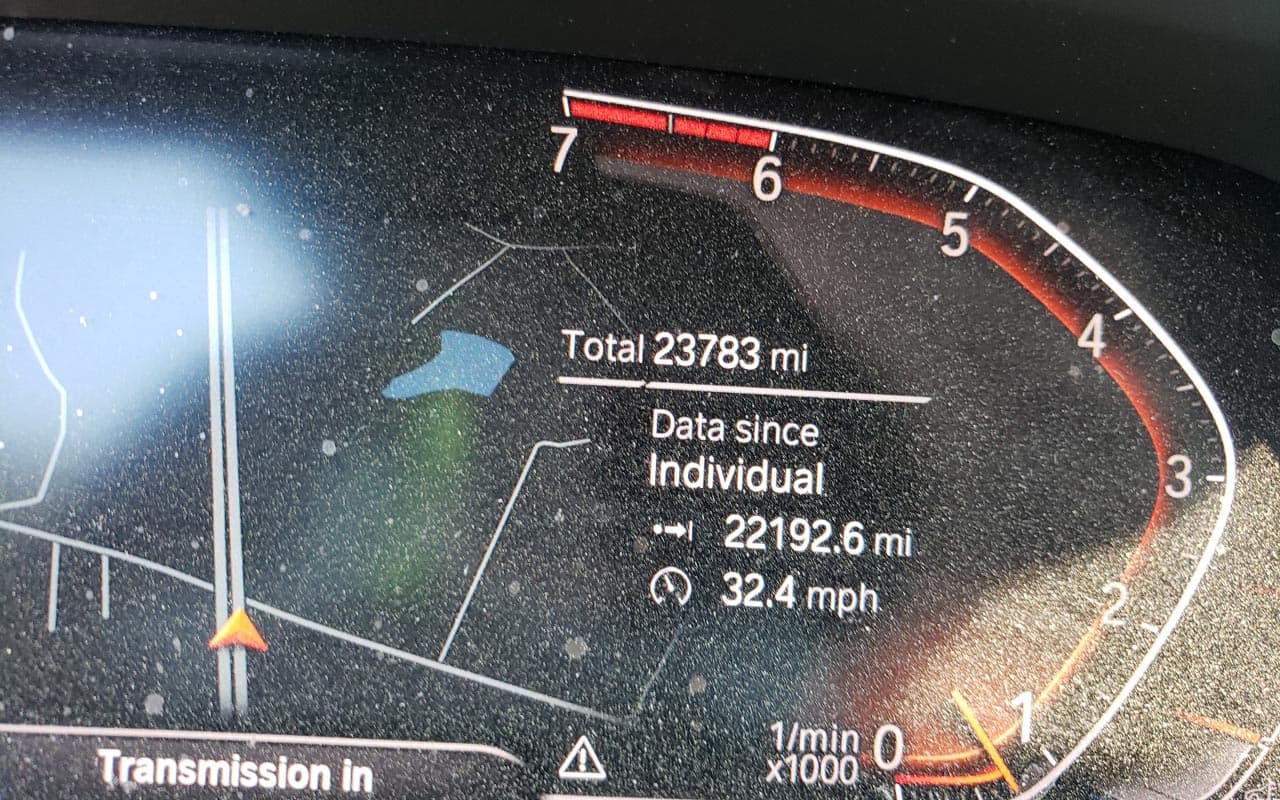 7
6
5
4
3
2
1
0
1/min
x1000
Total 23783 mi
Data since
Individual
22192.6 mi
32.4 mph
Transmission in